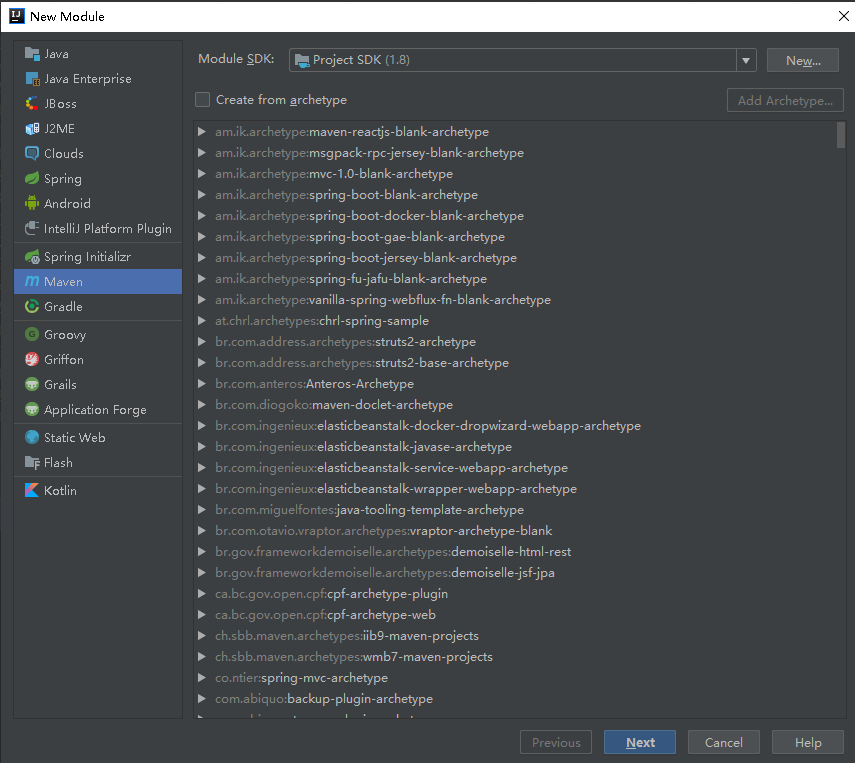 New Module
Java
Java Enterprise
JBoss
J2ME
Clouds
Spring
Android
IntelliJ Platform Plugin
Spring Initializr
Maven
Gradle
Groovy
Griffon
Grails
Application Forge
Static Web
Flash
Kotlin
Module SDK: Project SDK (1.8) New...
Create from archetype Add Archetype...
am.ik.archetype:maven-reactjs-blank-archetype
am.ik.archetype:msgpack-rpc-jersey-blank-archetype
am.ik.archetype:mvc-1.0-blank-archetype
am.ik.archetype:spring-boot-blank-archetype
am.ik.archetype:spring-boot-docker-blank-archetype
am.ik.archetype:spring-boot-gae-blank-archetype
am.ik.archetype:spring-boot-jersey-blank-archetype
am.ik.archetype:spring-fu-jafu-blank-archetype
am.ik.archetype:vanilla-spring-webflux-fn-blank-archetype
at.chrl.archetypes:chrl-spring-sample
br.com.address.archetypes:struts2-archetype
br.com.address.archetypes:struts2-base-archetype
br.com.anteros:Anteros-Archetype
br.com.diogoko:maven-doclet-archetype
br.com.ingenieux:elasticbeanstalk-docker-dropwizard-webapp-archetype
br.com.ingenieux:elasticbeanstalk-javase-archetype
br.com.ingenieux:elasticbeanstalk-service-webapp-archetype
br.com.ingenieux:elasticbeanstalk-wrapper-webapp-archetype
br.com.miguelfontes:java-tooling-template-archetype
br.com.otavio.vraptor.archetypes:vraptor-archetype-blank
br.gov.frameworkdemoiselle.archetypes:demoiselle-html-rest
br.gov.frameworkdemoiselle.archetypes:demoiselle-jsf-jpa
ca.bc.gov.open.cpf:cpf-archetype-plugin
ca.bc.gov.open.cpf:cpf-archetype-web
ch.sbb.maven.archetypes:iib9-maven-projects
ch.sbb.maven.archetypes:wmb7-maven-projects
co.ntier:spring-mvc-archetype
com.abiquo:backup-plugin-archetype
Previous Next Cancel Help